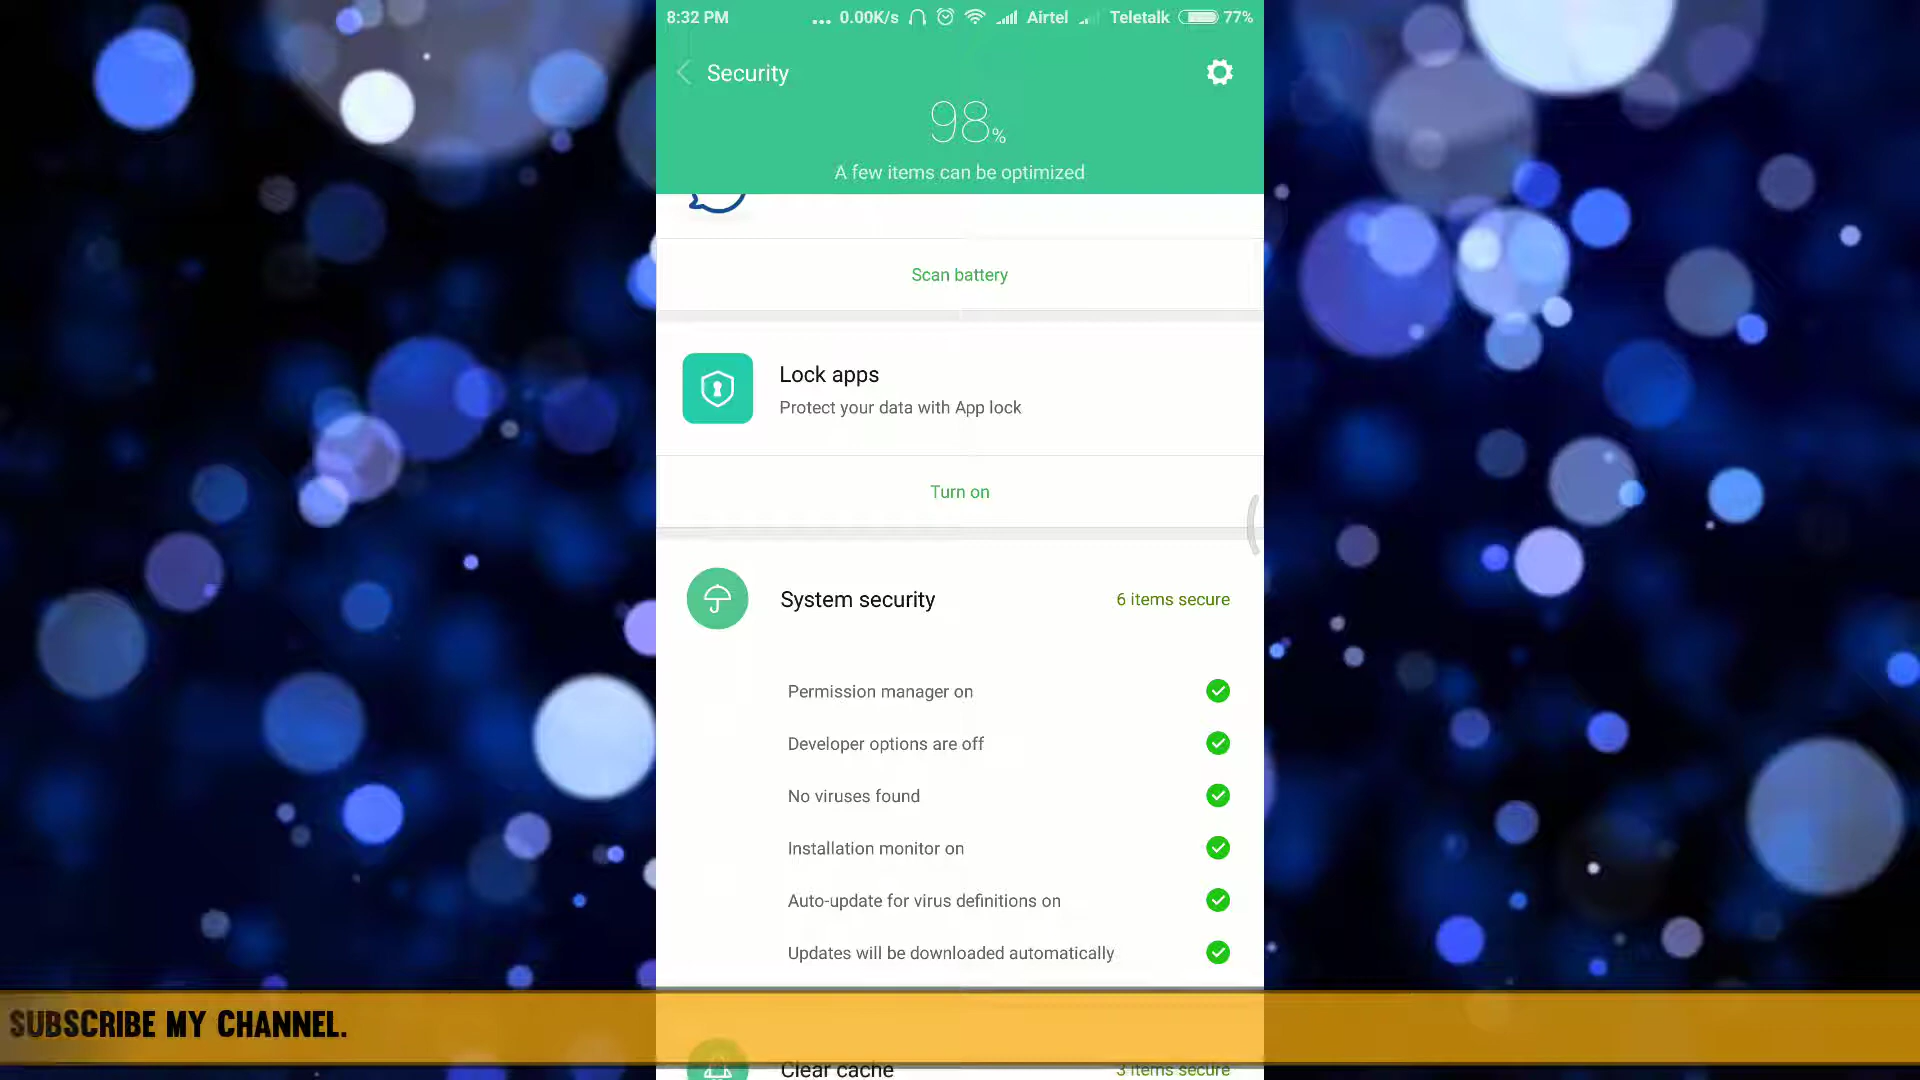 8:32 PM ... 0.00K/s Airtel Teletalk 77%
Security
98%
A few items can be optimized
Scan battery
Lock apps
Protect your data with App lock
Turn on
System security 6 items secure
Permission manager on
Developer options are off
No viruses found
Installation monitor on
Auto-update for virus definitions on
Updates will be downloaded automatically
SUBSCRIBE MY CHANNEL.
Clear cache 3 items secure